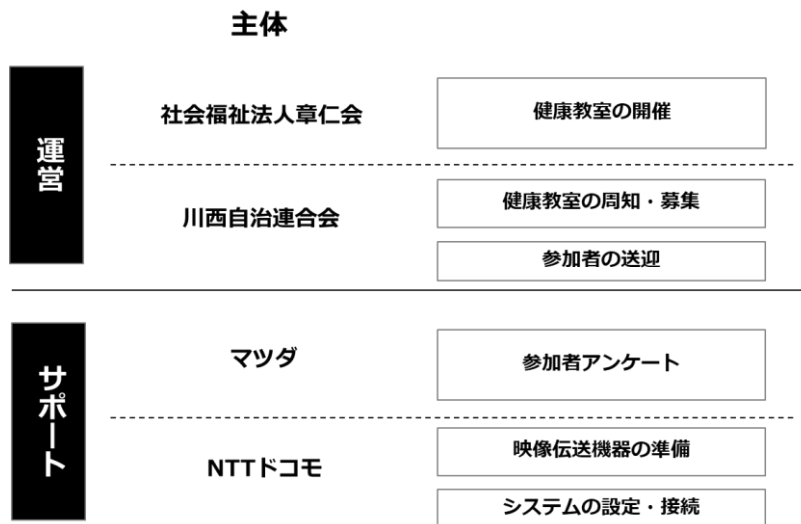 主体
運営
社会福祉法人章仁会
健康教室の開催
川西自治連合会
健康教室の周知・募集
参加者の送迎
サポート
マツダ
参加者アンケート
NTTドコモ
映像伝送機器の準備
システムの設定・接続